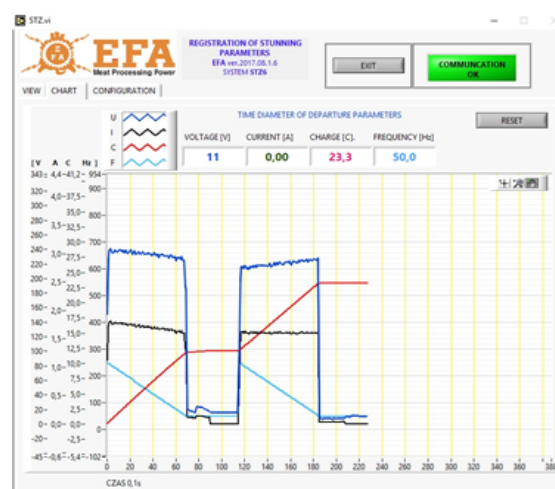 STZ.vi
EFA
Meat Processing Power
REGISTRATION OF STUNNING
PARAMETERS
EFA ver.2017.08.1.6
SYSTEM STZ6
EXIT
COMMUNCATION
OK
VIEW CHART CONFIGURATION
TIME DIAMETER OF DEPARTURE PARAMETERS
RESET
U
I
C
F
VOLTAGE [V] CURRENT [A] CHARGE [C]. FREQUENCY [Hz]
11 0,00 23,3 50,0
[ V A C Hz ]
343 4,4 41,2 954
320 4,0 37,5
300 35,0
280 3,5 32,5 800
260 30,0
240 3,0 27,5 700
220 25,0
200 2,5 22,5 600
180 20,0
160 2,0 17,5 500
140
120 1,5 15,0 400
100 12,5
80 1,0 10,0 300
60 7,5 200
40 0,5 5,0
20 2,5 100
0 0,0 0,0 0
-20 -2,5
-45 -0,6 -5,4 -102
0 20 40 60 80 100 120 140 160 180 200 220 240 260 280 300 320 340 360 388
CZAS 0,1s